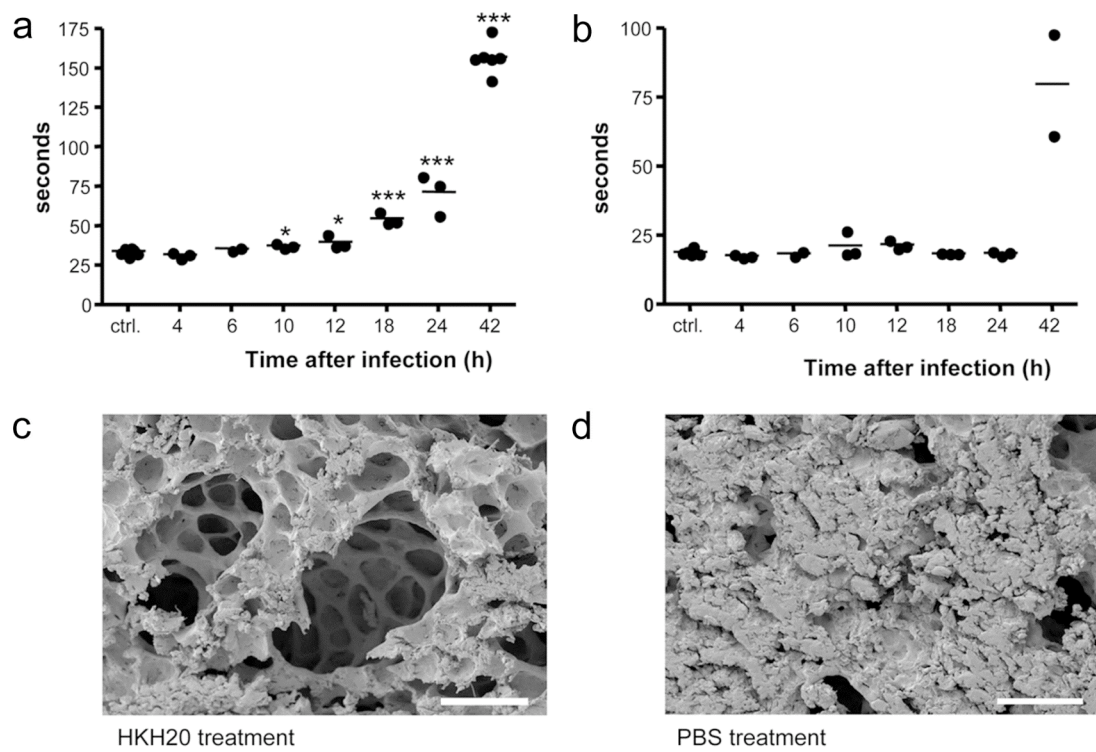 a
175
150
125
100
75
50
25
0
seconds
*
*
***
***
***
ctrl. 4 6 10 12 18 24 42
Time after infection (h)
b
100
75
50
25
0
seconds
ctrl. 4 6 10 12 18 24 42
Time after infection (h)
c
HKH20 treatment
d
PBS treatment